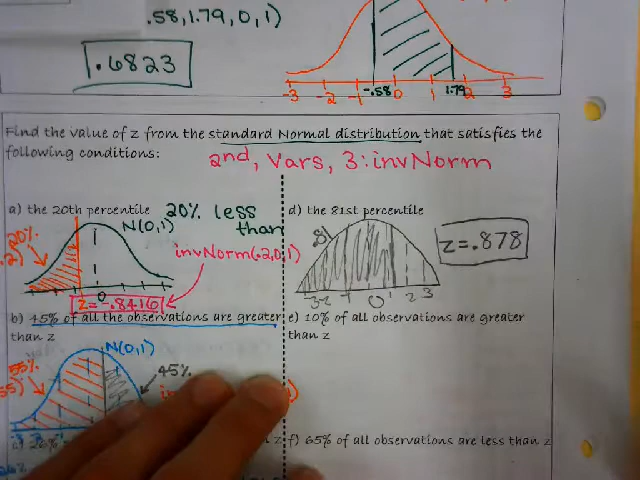 .58,1.79,0,1)
.6823
-3 -2 -1 -.58 0 1 1.79 2 3
Find the value of z from the standard Normal distribution that satisfies the
following conditions:
2nd, Vars, 3:invNorm
a) the 20th percentile 20% less
than
N(0,1)
20%
.2)
invNorm(.2,0,1)
0
z=-.8416
b) 45% of all the observations are greater
than z
N(0,1)
55%
45%
d) the 81st percentile
81
z=.878
0 1 2 3
e) 10% of all observations are greater
than z
f) 65% of all observations are less than z